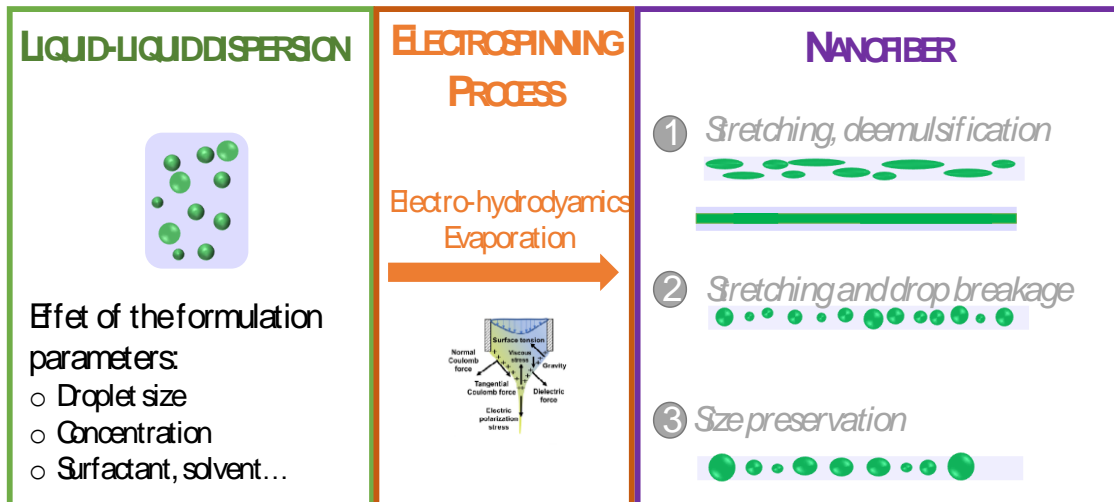 LIQUID-LIQUID DISPERSION
Effet of the formulation
parameters:
○ Droplet size
○ Concentration
○ Surfactant, solvent...
ELECTROSPINNING
PROCESS
Electro-hydrodyamics
Evaporation
Surface tension
Normal
Coulomb
force
Viscous
stress
Gravity
Tangential
Coulomb force
Dielectric
force
Electric
polarization
stress
NANOFIBER
1 Stretching, deemulsification
2 Stretching and drop breakage
3 Size preservation